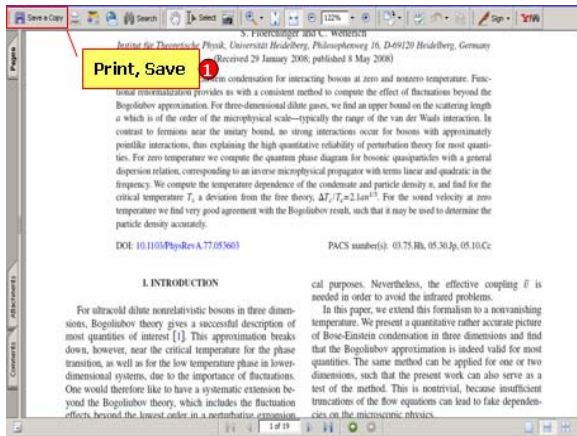 Save a Copy Search Select 122% Sign
S. Floerchinger and C. Wetterich
Institut für Theoretische Physik, Universität Heidelberg, Philosophenweg 16, D-69120 Heidelberg, Germany
(Received 29 January 2008; published 8 May 2008)
Print, Save 1
condensation for interacting bosons at zero and nonzero temperature. Func-
tional renormalization provides us with a consistent method to compute the effect of fluctuations beyond the
Bogoliubov approximation. For three-dimensional dilute gases, we find an upper bound on the scattering length
a which is of the order of the microphysical scale—typically the range of the van der Waals interaction. In
contrast to fermions near the unitary bound, no strong interactions occur for bosons with approximately
pointlike interactions, thus explaining the high quantitative reliability of perturbation theory for most quanti-
ties. For zero temperature we compute the quantum phase diagram for bosonic quasiparticles with a general
dispersion relation, corresponding to an inverse microphysical propagator with terms linear and quadratic in the
frequency. We compute the temperature dependence of the condensate and particle density n, and find for the
critical temperature Tc a deviation from the free theory, ΔTc/Tc=2.1an^1/3. For the sound velocity at zero
temperature we find very good agreement with the Bogoliubov result, such that it may be used to determine the
particle density accurately.
DOI: 10.1103/PhysRevA.77.053603 PACS number(s): 03.75.Hh, 05.30.Jp, 05.10.Cc
I. INTRODUCTION
For ultracold dilute nonrelativistic bosons in three dimen-
sions, Bogoliubov theory gives a successful description of
most quantities of interest [1]. This approximation breaks
down, however, near the critical temperature for the phase
transition, as well as for the low temperature phase in lower-
dimensional systems, due to the importance of fluctuations.
One would therefore like to have a systematic extension be-
yond the Bogoliubov theory, which includes the fluctuation
effects beyond the lowest order in a perturbative expansion
cal purposes. Nevertheless, the effective coupling ṽ is
needed in order to avoid the infrared problems.
In this paper, we extend this formalism to a nonvanishing
temperature. We present a quantitative rather accurate picture
of Bose-Einstein condensation in three dimensions and find
that the Bogoliubov approximation is indeed valid for most
quantities. The same method can be applied for one or two
dimensions, such that the present work can also serve as a
test of the method. This is nontrivial, because insufficient
truncations of the flow equations can lead to fake dependen-
cies on the microscopic physics.
Pages
Attachments
Comments
1 of 19